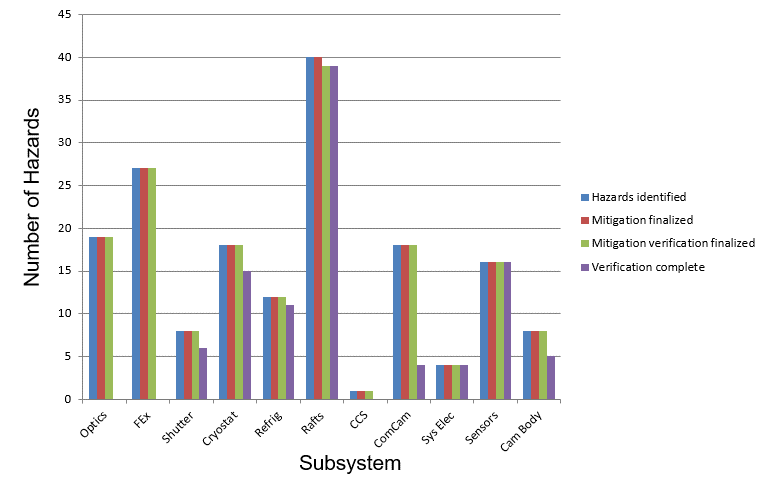 45
40
35
30
25
20
15
10
5
0
Number of Hazards
Optics
FEx
Shutter
Cryostat
Refrig
Rafts
CCS
ComCam
Sys Elec
Sensors
Cam Body
Subsystem
Hazards identified
Mitigation finalized
Mitigation verification finalized
Verification complete